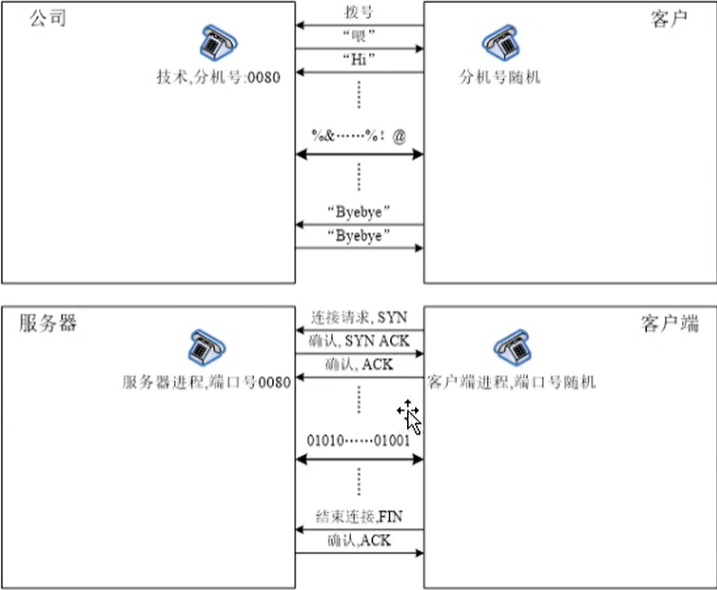 公司
客户
拨号
“喂”
“Hi”
技术,分机号:0080
分机号随机
%&……%！@
“Byebye”
“Byebye”
服务器
客户端
连接请求, SYN
确认, SYN ACK
确认, ACK
服务器进程,端口号0080
客户端进程,端口号随机
01010……01001
结束连接,FIN
确认,ACK